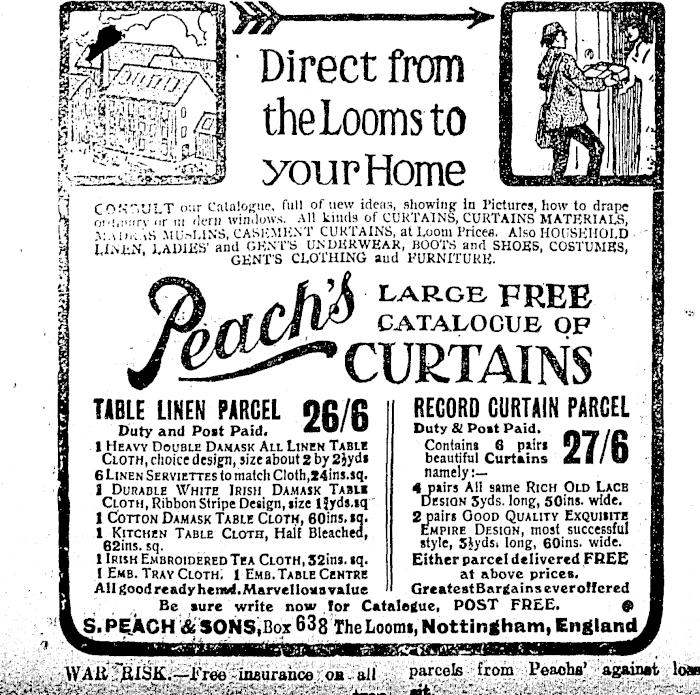 Direct from
the Looms to
your Home
CONSULT our Catalogue, full of new ideas, showing in Pictures, how to drape
ordinary or modern windows. All kinds of CURTAINS, CURTAINS MATERIALS,
MADRAS MUSLINS, CASEMENT CURTAINS, at Loom Prices. Also HOUSEHOLD
LINEN, LADIES' and GENT'S UNDERWEAR, BOOTS and SHOES, COSTUMES,
GENT'S CLOTHING and FURNITURE.
Peach's LARGE FREE
CATALOGUE OF
CURTAINS
TABLE LINEN PARCEL 26/6
Duty and Post Paid.
1 HEAVY DOUBLE DAMASK ALL LINEN TABLE
CLOTH, choice design, size about 2 by 2½yds
6 LINEN SERVIETTES to match Cloth, 24ins. sq.
1 DURABLE WHITE IRISH DAMASK TABLE
CLOTH, Ribbon Stripe Design, size yds. sq
1 COTTON DAMASK TABLE CLOTH, 60ins. sq.
1 KITCHEN TABLE CLOTH, Half Bleached,
62ins. sq.
1 IRISH EMBROIDERED TEA CLOTH, 32ins. sq.
1 EMB. TRAY CLOTH. 1 EMB. TABLE CENTRE
All good ready hemd. Marvellous value
RECORD CURTAIN PARCEL
Duty & Post Paid.
27/6
Contains 6 pairs
beautiful Curtains
namely:—
4 pairs All same RICH OLD LACE
DESIGN 3yds. long, 50ins. wide.
2 pairs GOOD QUALITY EXQUISITE
EMPIRE DESIGN, most successful
style, 3½yds. long, 60ins. wide.
Either parcel delivered FREE
at above prices.
Greatest Bargains ever offered
Be sure write now for Catalogue, POST FREE.
S. PEACH & SONS, Box 638 The Looms, Nottingham, England
WAR RISK.—Free insurance on all parcels from Peachs' against